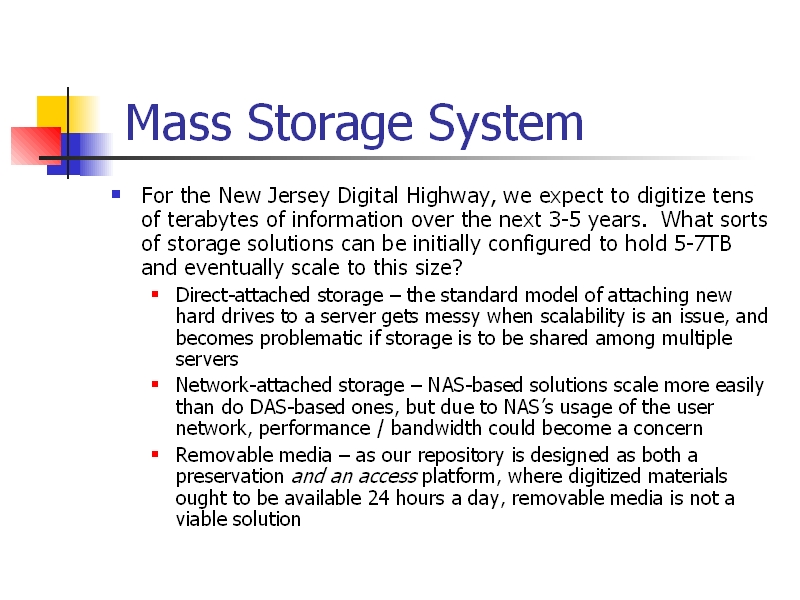 Mass Storage System
For the New Jersey Digital Highway, we expect to digitize tens
of terabytes of information over the next 3-5 years.  What sorts
of storage solutions can be initially configured to hold 5-7TB
and eventually scale to this size?
Direct-attached storage – the standard model of attaching new
hard drives to a server gets messy when scalability is an issue, and
becomes problematic if storage is to be shared among multiple
servers
Network-attached storage – NAS-based solutions scale more easily
than do DAS-based ones, but due to NAS’s usage of the user
network, performance / bandwidth could become a concern
Removable media – as our repository is designed as both a
preservation and an access platform, where digitized materials
ought to be available 24 hours a day, removable media is not a
viable solution